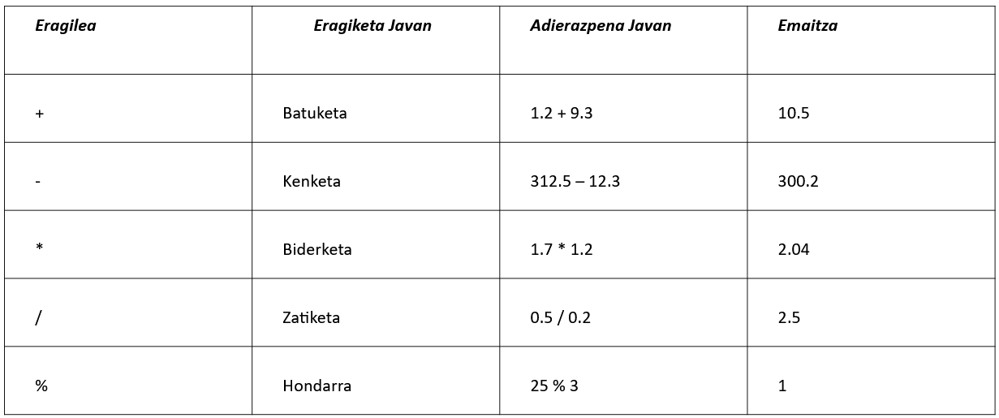 Eragilea Eragiketa Javan Adierazpena Javan Emaitza
+ Batuketa 1.2 + 9.3 10.5
- Kenketa 312.5 – 12.3 300.2
* Biderketa 1.7 * 1.2 2.04
/ Zatiketa 0.5 / 0.2 2.5
% Hondarra 25 % 3 1